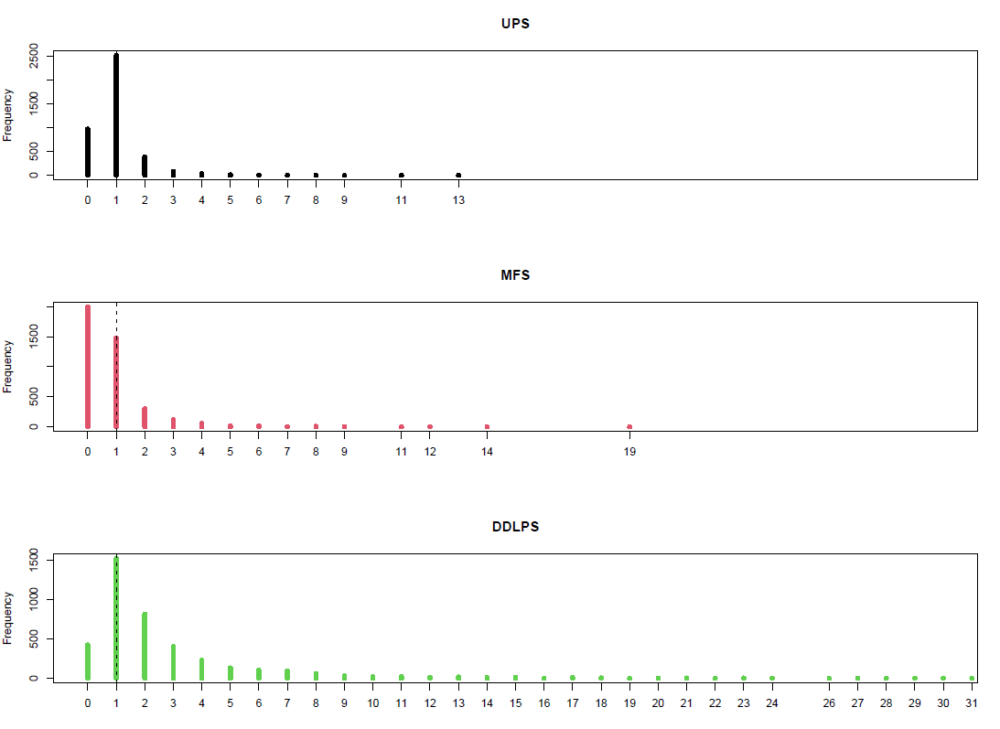 UPS
Frequency
0 500 1500 2500
0 1 2 3 4 5 6 7 8 9 11 13
MFS
Frequency
0 500 1500
0 1 2 3 4 5 6 7 8 9 11 12 14 19
DDLPS
Frequency
0 500 1000 1500
0 1 2 3 4 5 6 7 8 9 10 11 12 13 14 15 16 17 18 19 20 21 22 23 24 26 27 28 29 30 31